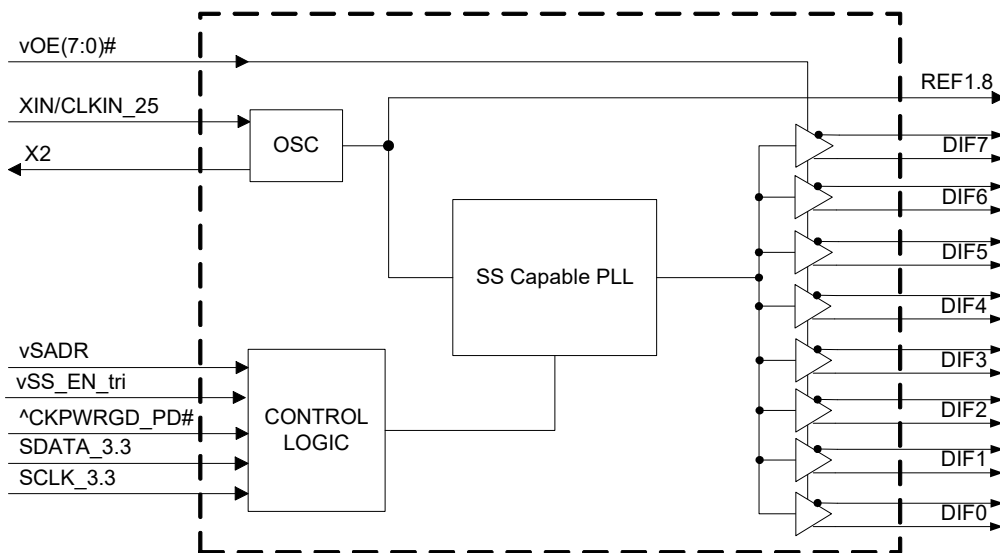 vOE(7:0)#
REF1.8
XIN/CLKIN_25
OSC
X2
DIF7
DIF6
DIF5
SS Capable PLL
DIF4
vSADR
DIF3
vSS_EN_tri
^CKPWRGD_PD#
CONTROL
LOGIC
DIF2
SDATA_3.3
DIF1
SCLK_3.3
DIF0